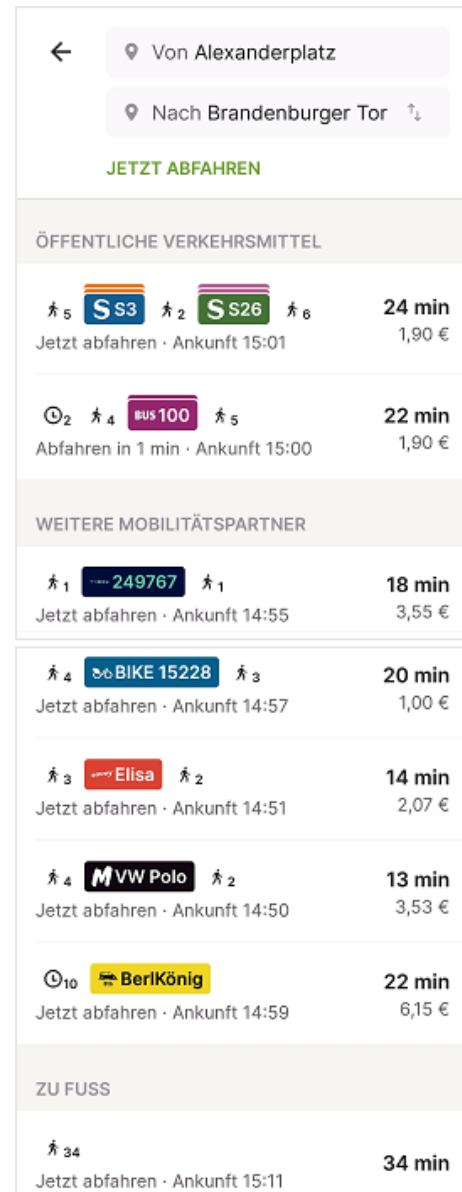 Von Alexanderplatz
Nach Brandenburger Tor
JETZT ABFAHREN
ÖFFENTLICHE VERKEHRSMITTEL
5 S S3 2 S S26 6 24 min
Jetzt abfahren · Ankunft 15:01 1,90 €
2 4 BUS 100 5 22 min
Abfahren in 1 min · Ankunft 15:00 1,90 €
WEITERE MOBILITÄTSPARTNER
1 249767 1 18 min
Jetzt abfahren · Ankunft 14:55 3,55 €
4 BIKE 15228 3 20 min
Jetzt abfahren · Ankunft 14:57 1,00 €
3 Elisa 2 14 min
Jetzt abfahren · Ankunft 14:51 2,07 €
4 M VW Polo 2 13 min
Jetzt abfahren · Ankunft 14:50 3,53 €
10 BerlKönig 22 min
Jetzt abfahren · Ankunft 14:59 6,15 €
ZU FUSS
34 34 min
Jetzt abfahren · Ankunft 15:11